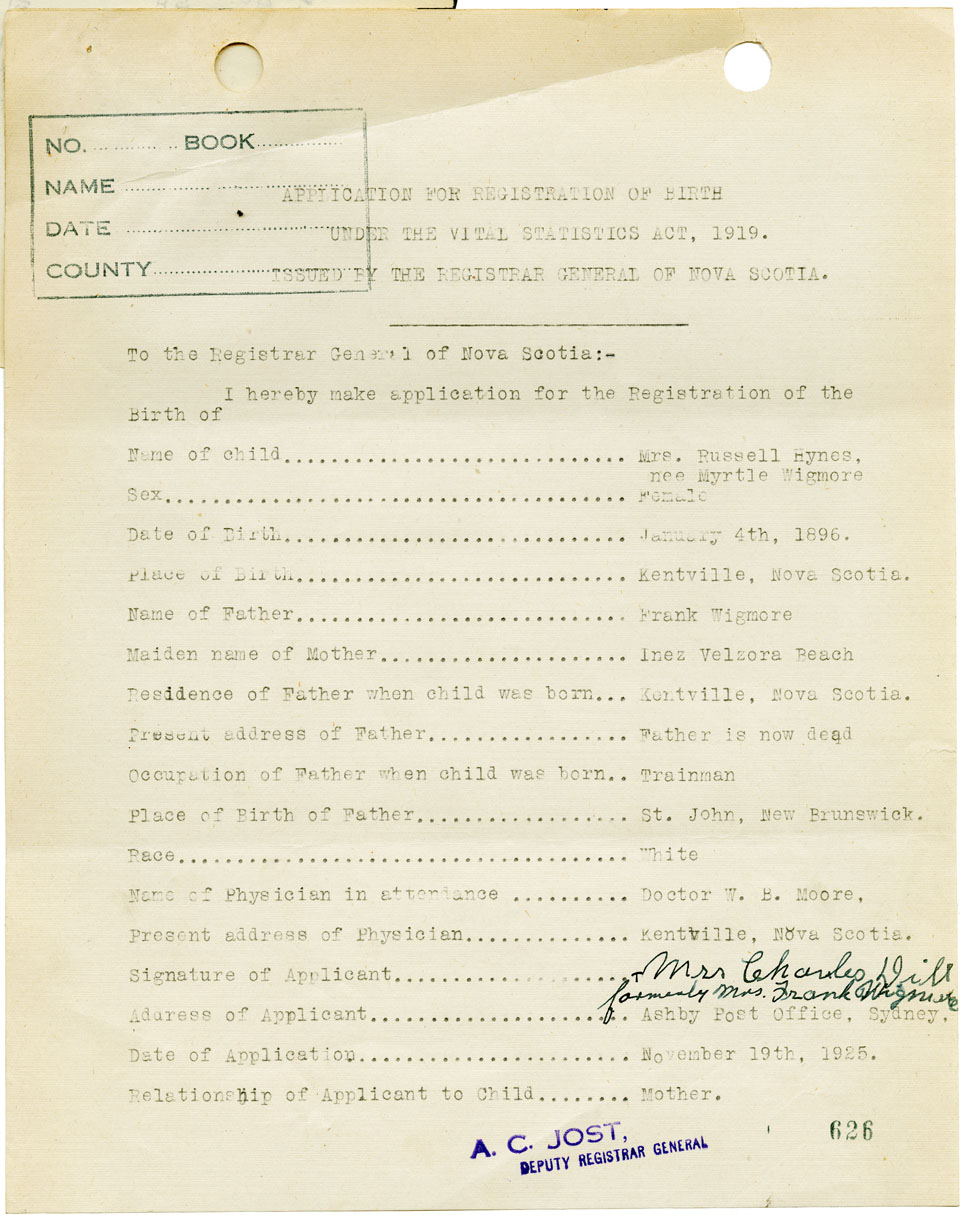 NO. ............. BOOK...............
NAME .......................................
DATE .......................................
COUNTY.......................................
APPLICATION FOR REGISTRATION OF BIRTH
UNDER THE VITAL STATISTICS ACT, 1919.
ISSUED BY THE REGISTRAR GENERAL OF NOVA SCOTIA.
To the Registrar General of Nova Scotia:-
I hereby make application for the Registration of the
Birth of
Name of child............................. Mrs. Russell Hynes,
nee Myrtle Wigmore
Sex....................................... Female
Date of Birth............................. January 4th, 1896.
Place of Birth............................ Kentville, Nova Scotia.
Name of Father............................ Frank Wigmore
Maiden name of Mother..................... Inez Velzora Beach
Residence of Father when child was born... Kentville, Nova Scotia.
Present address of Father................. Father is now dead
Occupation of Father when child was born.. Trainman
Place of Birth of Father.................. St. John, New Brunswick.
Race...................................... White
Name of Physician in attendance .......... Doctor W. B. Moore,
Present address of Physician.............. Kentville, Nova Scotia.
Signature of Applicant.................... Mrs Charles Dill
formerly Mrs. Frank Wigmore
Address of Applicant...................... Ashby Post Office, Sydney,
Date of Application....................... November 19th, 1925.
Relationship of Applicant to Child........ Mother.
A. C. JOST,
DEPUTY REGISTRAR GENERAL
626